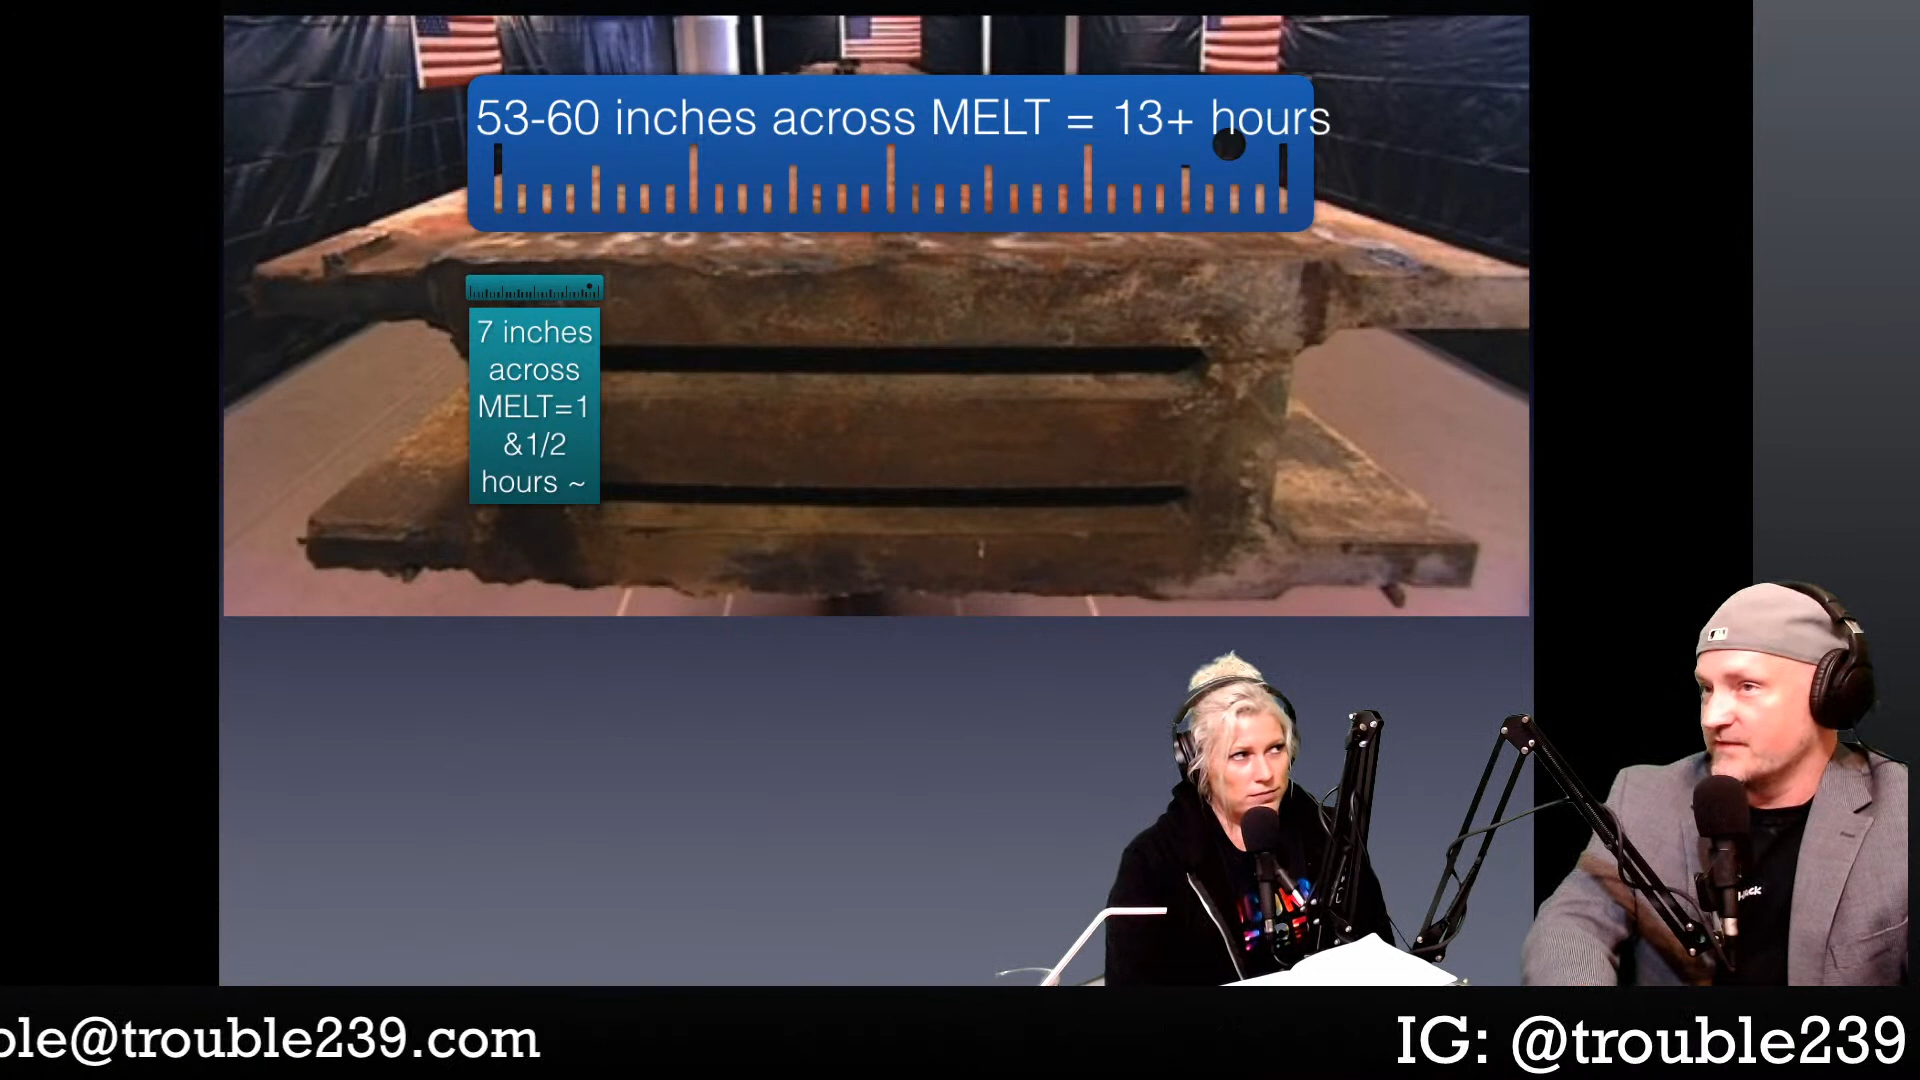 53-60 inches across MELT = 13+ hours
7 inches
across
MELT=1
&1/2
hours ~
ble@trouble239.com
IG: @trouble239